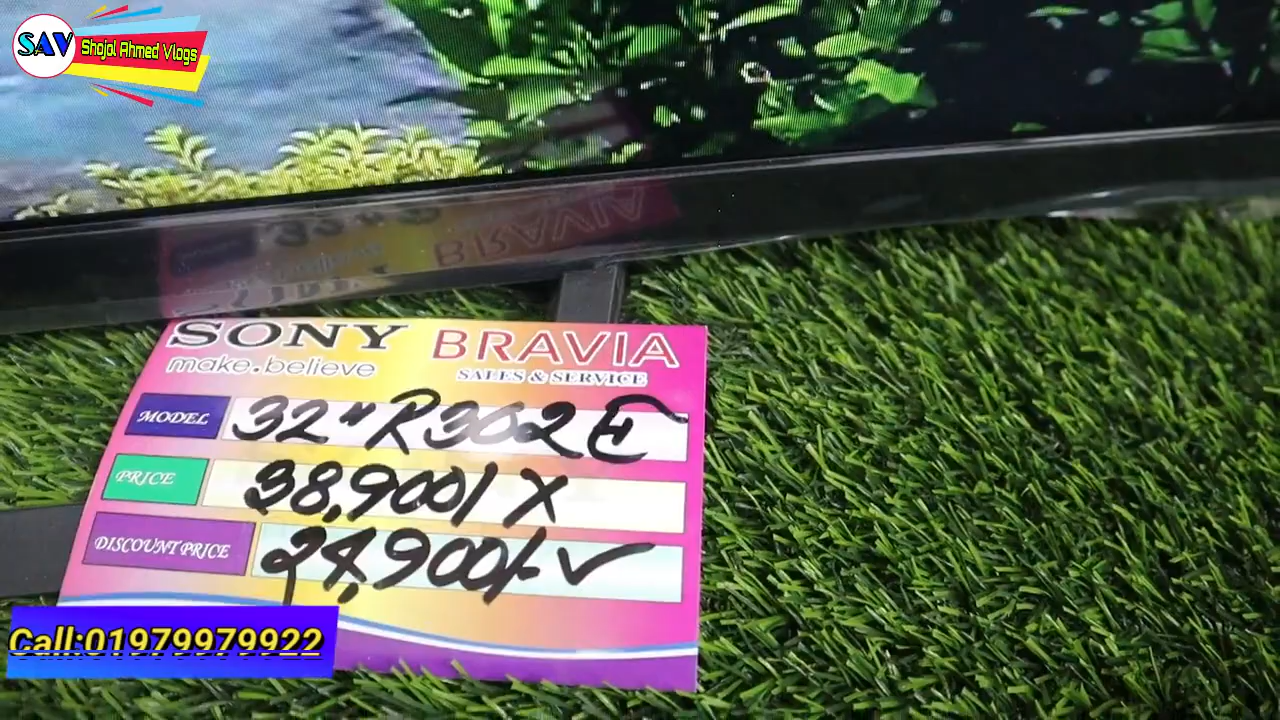 SAV Shojol Ahmed Vlogs
SONY BRAVIA
make.believe
SALES & SERVICE
MODEL 32" R302E
PRICE 38,900/ X
DISCOUNT PRICE 24,900/- ✓
Call:01979979922